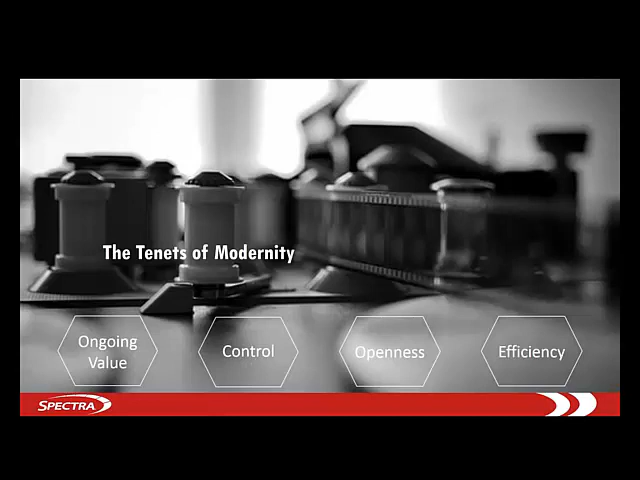 The Tenets of Modernity
Ongoing
Value
Control
Openness
Efficiency
SPECTRA